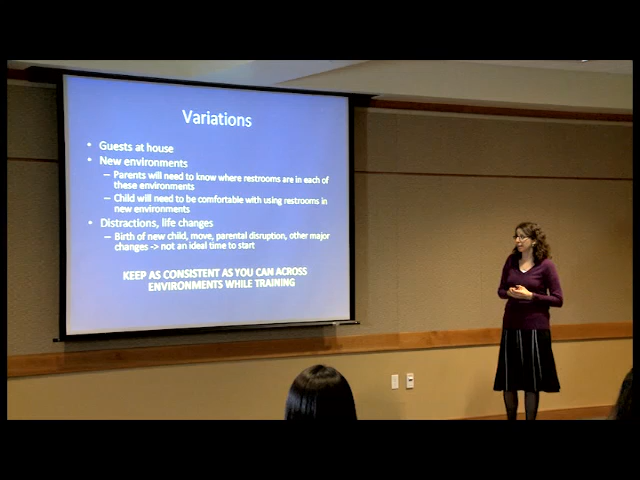 Variations
• Guests at house
• New environments
– Parents will need to know where restrooms are in each of
these environments
– Child will need to be comfortable with using restrooms in
new environments
• Distractions, life changes
– Birth of new child, move, parental disruption, other major
changes -> not an ideal time to start
KEEP AS CONSISTENT AS YOU CAN ACROSS
ENVIRONMENTS WHILE TRAINING